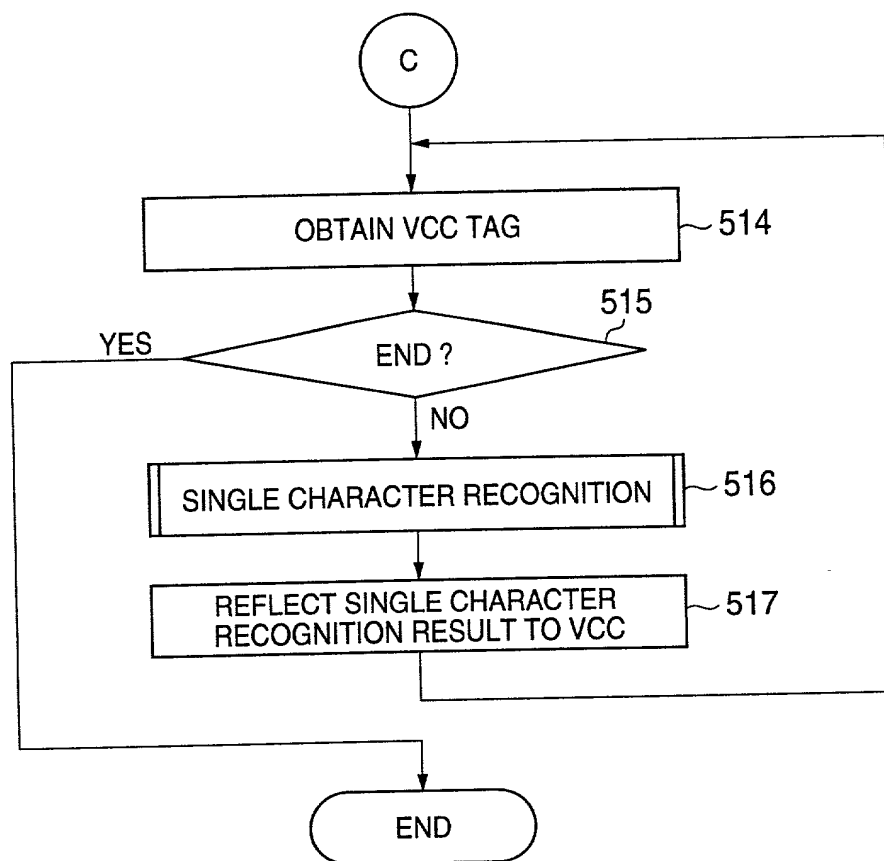 C
OBTAIN VCC TAG
514
515
YES
END ?
NO
SINGLE CHARACTER RECOGNITION
516
REFLECT SINGLE CHARACTER
RECOGNITION RESULT TO VCC
517
END